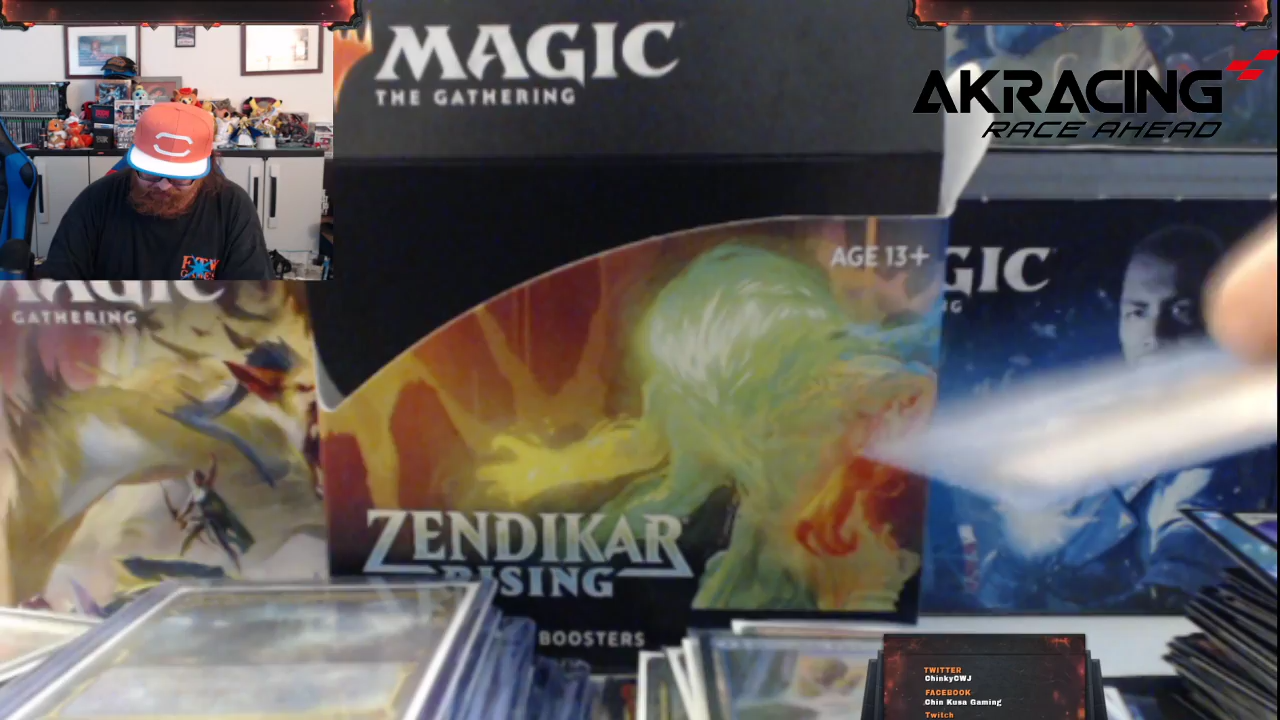 MAGIC
THE GATHERING
AKRACING
RACE AHEAD
AGE 13+
GIC
NG
MAGIC
GATHERING
ZENDIKAR
RISING
BOOSTERS
TWITTER
ChinkyCWJ
FACEBOOK
Chin Kusa Gaming
Twitch